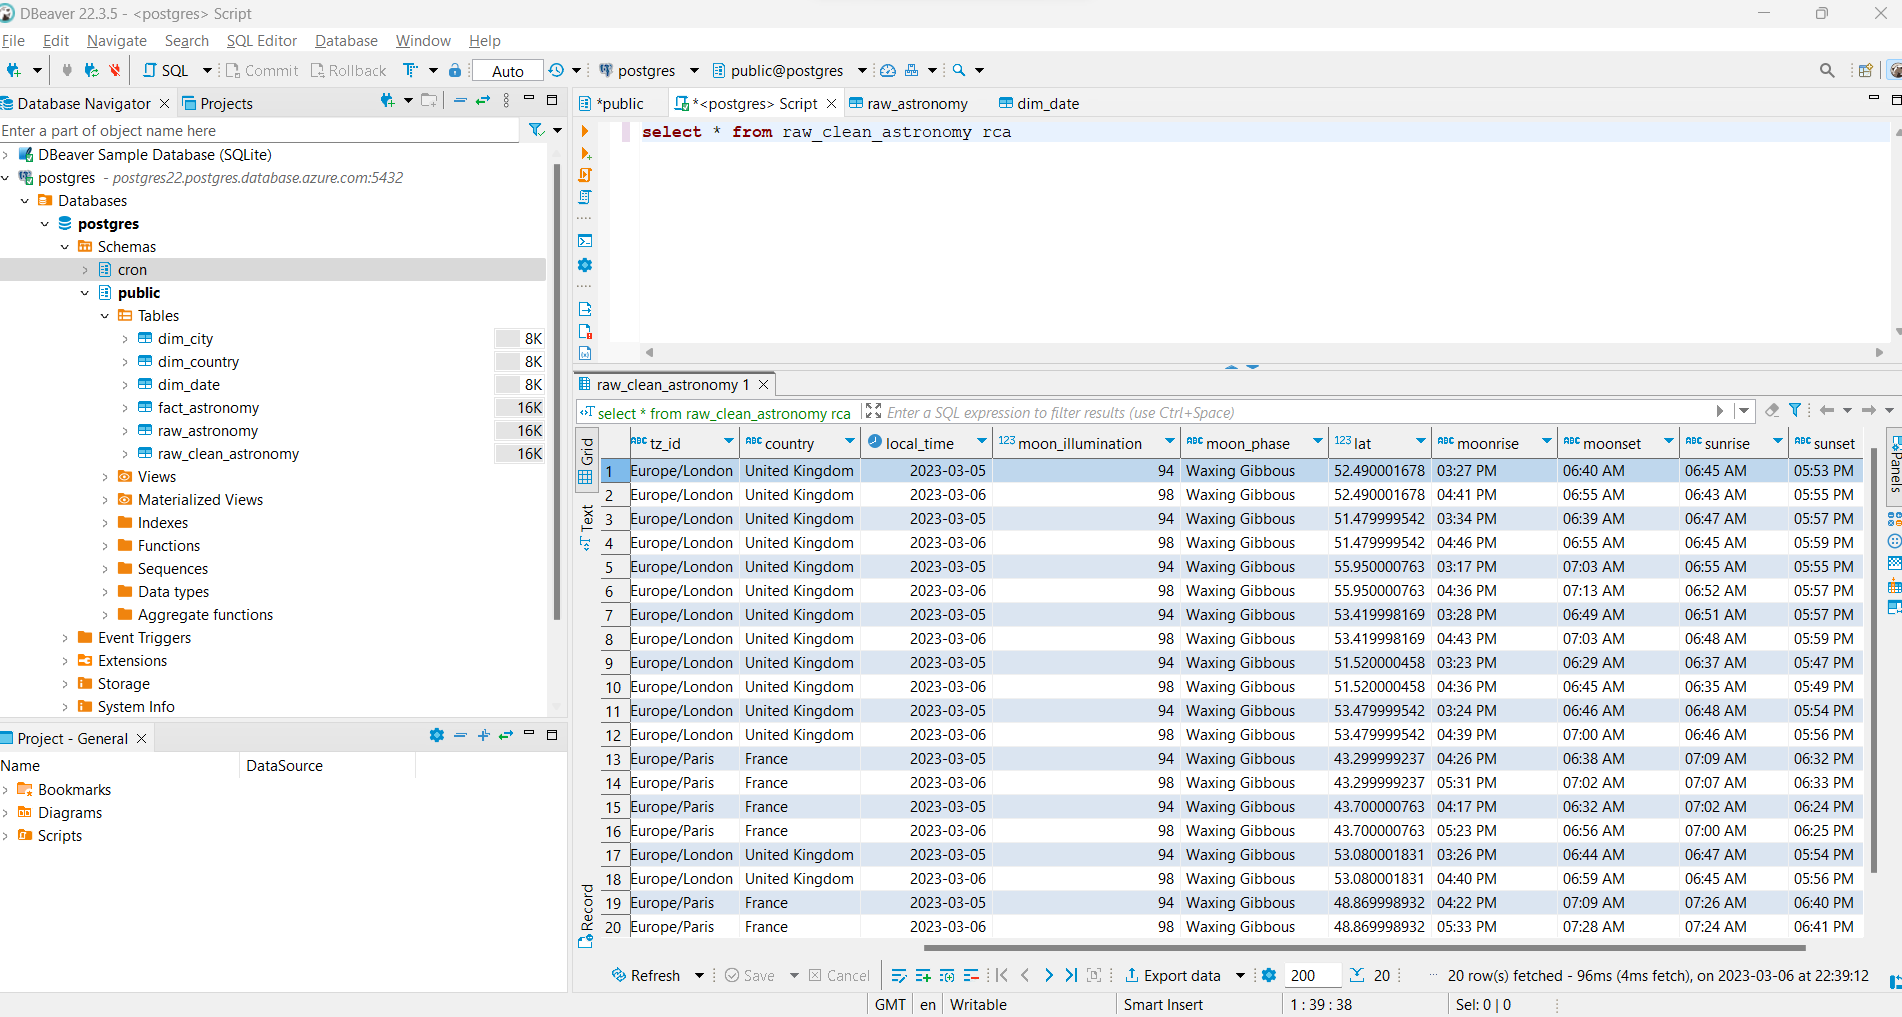 DBeaver 22.3.5 - <postgres> Script
File Edit Navigate Search SQL Editor Database Window Help
SQL Commit Rollback Auto postgres public@postgres
Database Navigator Projects
*public *<postgres> Script raw_astronomy dim_date
Enter a part of object name here
select * from raw_clean_astronomy rca
DBeaver Sample Database (SQLite)
postgres - postgres22.postgres.database.azure.com:5432
Databases
postgres
Schemas
cron
public
Tables
dim_city 8K
dim_country 8K
dim_date 8K
fact_astronomy 16K
raw_astronomy 16K
raw_clean_astronomy 16K
Views
Materialized Views
Indexes
Functions
Sequences
Data types
Aggregate functions
Event Triggers
Extensions
Storage
System Info
Project - General
Name DataSource
Bookmarks
Diagrams
Scripts
raw_clean_astronomy 1
select * from raw_clean_astronomy rca Enter a SQL expression to filter results (use Ctrl+Space)
Grid
Text
Record
Panels
ABC tz_id ABC country local_time 123 moon_illumination ABC moon_phase 123 lat ABC moonrise ABC moonset ABC sunrise ABC sunset
1 Europe/London United Kingdom 2023-03-05 94 Waxing Gibbous 52.490001678 03:27 PM 06:40 AM 06:45 AM 05:53 PM
2 Europe/London United Kingdom 2023-03-06 98 Waxing Gibbous 52.490001678 04:41 PM 06:55 AM 06:43 AM 05:55 PM
3 Europe/London United Kingdom 2023-03-05 94 Waxing Gibbous 51.479999542 03:34 PM 06:39 AM 06:47 AM 05:57 PM
4 Europe/London United Kingdom 2023-03-06 98 Waxing Gibbous 51.479999542 04:46 PM 06:55 AM 06:45 AM 05:59 PM
5 Europe/London United Kingdom 2023-03-05 94 Waxing Gibbous 55.950000763 03:17 PM 07:03 AM 06:55 AM 05:55 PM
6 Europe/London United Kingdom 2023-03-06 98 Waxing Gibbous 55.950000763 04:36 PM 07:13 AM 06:52 AM 05:57 PM
7 Europe/London United Kingdom 2023-03-05 94 Waxing Gibbous 53.419998169 03:28 PM 06:49 AM 06:51 AM 05:57 PM
8 Europe/London United Kingdom 2023-03-06 98 Waxing Gibbous 53.419998169 04:43 PM 07:03 AM 06:48 AM 05:59 PM
9 Europe/London United Kingdom 2023-03-05 94 Waxing Gibbous 51.520000458 03:23 PM 06:29 AM 06:37 AM 05:47 PM
10 Europe/London United Kingdom 2023-03-06 98 Waxing Gibbous 51.520000458 04:36 PM 06:45 AM 06:35 AM 05:49 PM
11 Europe/London United Kingdom 2023-03-05 94 Waxing Gibbous 53.479999542 03:24 PM 06:46 AM 06:48 AM 05:54 PM
12 Europe/London United Kingdom 2023-03-06 98 Waxing Gibbous 53.479999542 04:39 PM 07:00 AM 06:46 AM 05:56 PM
13 Europe/Paris France 2023-03-05 94 Waxing Gibbous 43.299999237 04:26 PM 06:38 AM 07:09 AM 06:32 PM
14 Europe/Paris France 2023-03-06 98 Waxing Gibbous 43.299999237 05:31 PM 07:02 AM 07:07 AM 06:33 PM
15 Europe/Paris France 2023-03-05 94 Waxing Gibbous 43.700000763 04:17 PM 06:32 AM 07:02 AM 06:24 PM
16 Europe/Paris France 2023-03-06 98 Waxing Gibbous 43.700000763 05:23 PM 06:56 AM 07:00 AM 06:25 PM
17 Europe/London United Kingdom 2023-03-05 94 Waxing Gibbous 53.080001831 03:26 PM 06:44 AM 06:47 AM 05:54 PM
18 Europe/London United Kingdom 2023-03-06 98 Waxing Gibbous 53.080001831 04:40 PM 06:59 AM 06:45 AM 05:56 PM
19 Europe/Paris France 2023-03-05 94 Waxing Gibbous 48.869998932 04:22 PM 07:09 AM 07:26 AM 06:40 PM
20 Europe/Paris France 2023-03-06 98 Waxing Gibbous 48.869998932 05:33 PM 07:28 AM 07:24 AM 06:41 PM
Refresh Save Cancel Export data 200 20 20 row(s) fetched - 96ms (4ms fetch), on 2023-03-06 at 22:39:12
GMT en Writable Smart Insert 1 : 39 : 38 Sel: 0 | 0